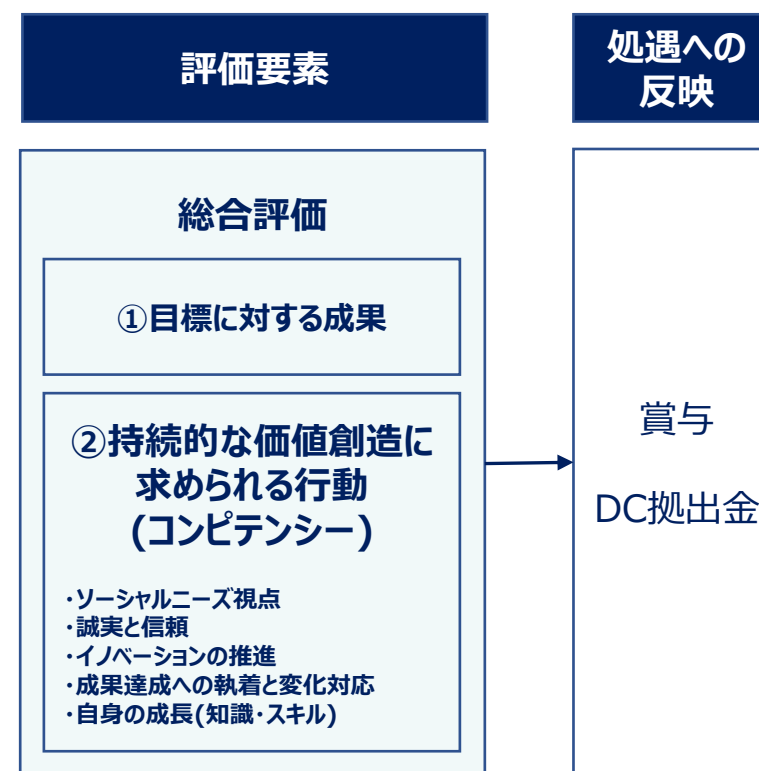 評価要素
処遇への
反映
総合評価
①目標に対する成果
②持続的な価値創造に
求められる行動
(コンピテンシー)
・ソーシャルニーズ視点
・誠実と信頼
・イノベーションの推進
・成果達成への執着と変化対応
・自身の成長(知識・スキル)
賞与
DC拠出金